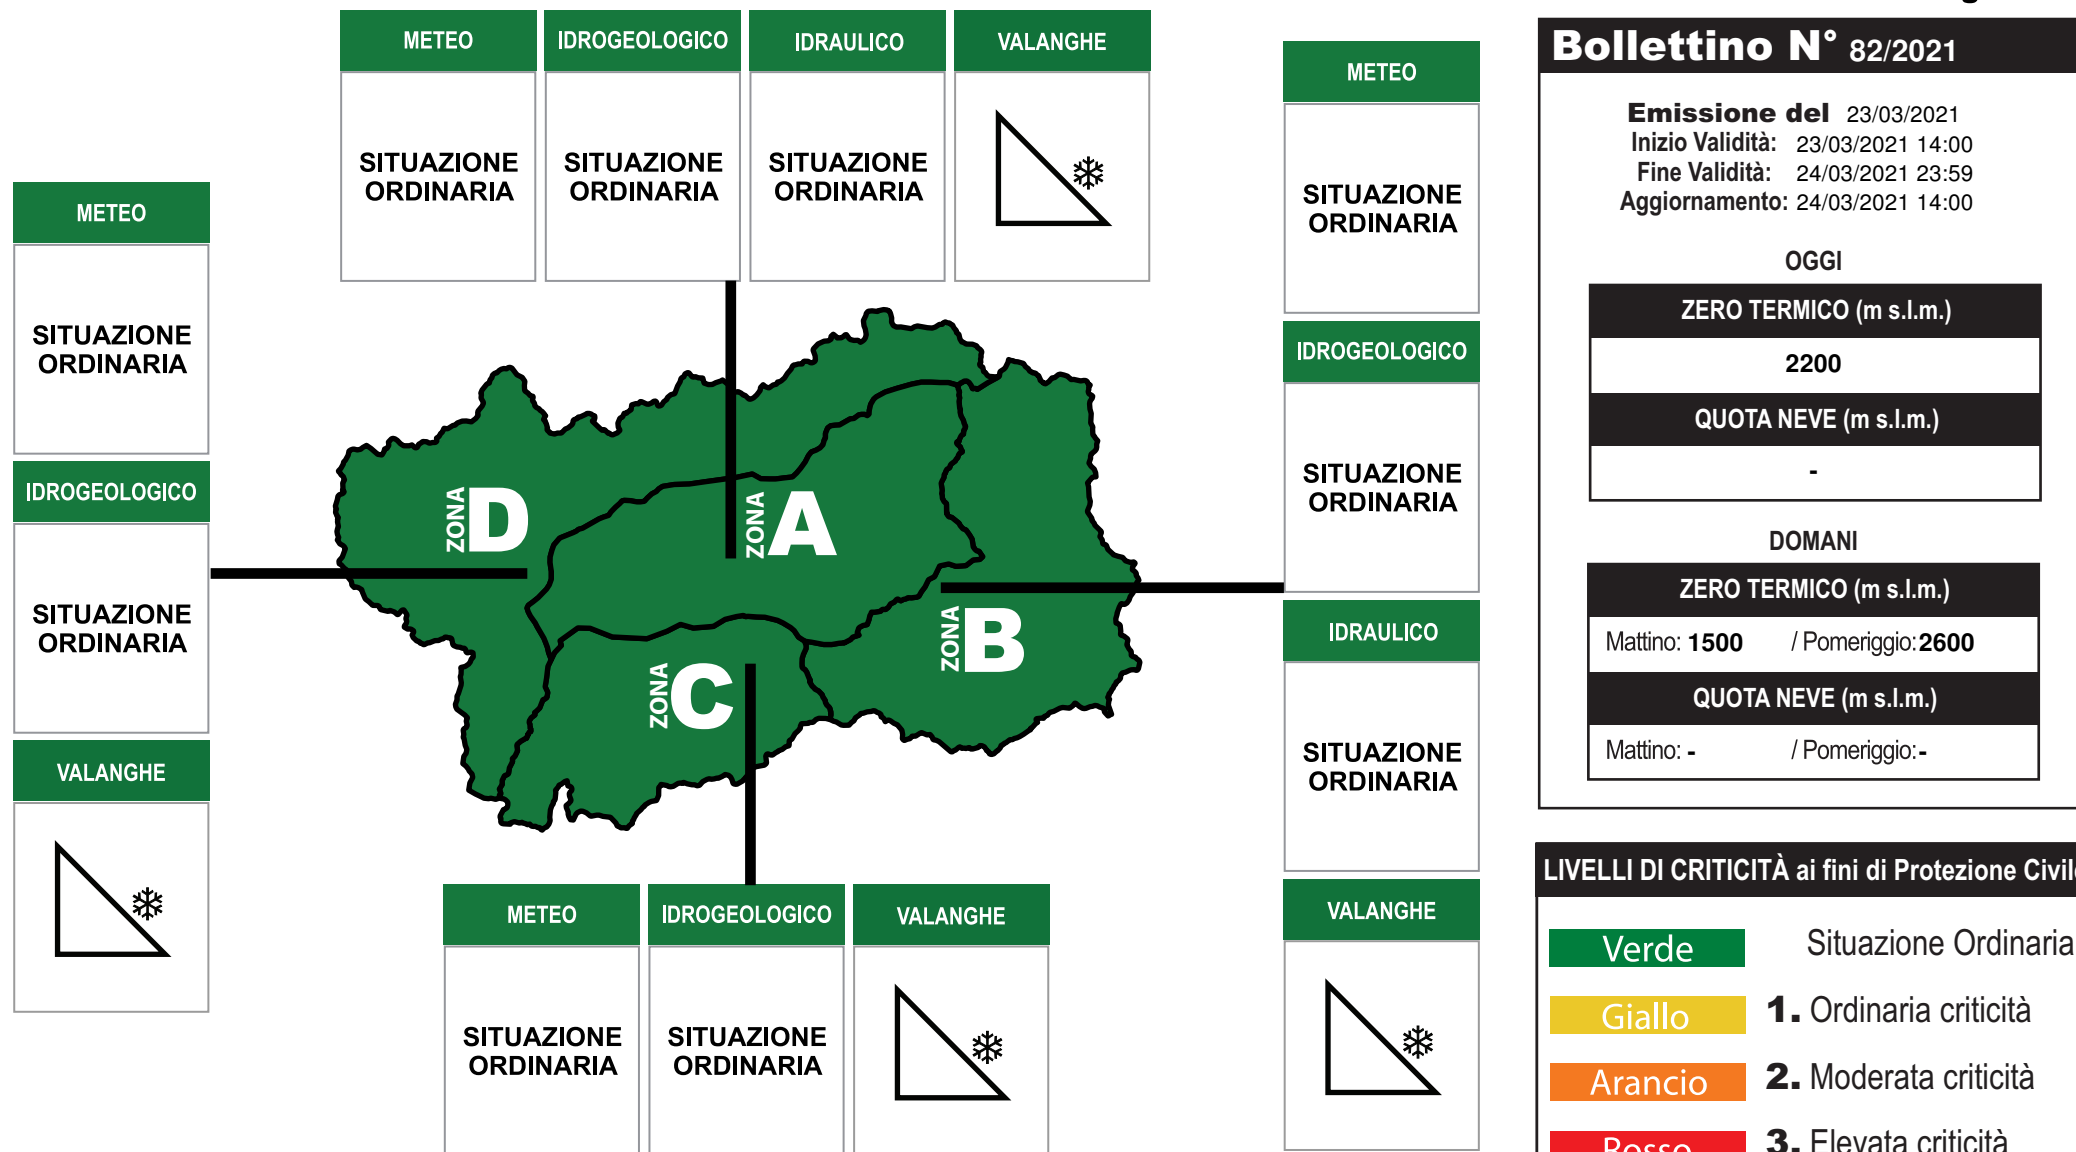 METEO
IDROGEOLOGICO
IDRAULICO
VALANGHE
SITUAZIONE
ORDINARIA
SITUAZIONE
ORDINARIA
SITUAZIONE
ORDINARIA
METEO
SITUAZIONE
ORDINARIA
IDROGEOLOGICO
SITUAZIONE
ORDINARIA
VALANGHE
ZONA D
ZONA A
ZONA B
ZONA C
METEO
IDROGEOLOGICO
VALANGHE
SITUAZIONE
ORDINARIA
SITUAZIONE
ORDINARIA
METEO
SITUAZIONE
ORDINARIA
IDROGEOLOGICO
SITUAZIONE
ORDINARIA
IDRAULICO
SITUAZIONE
ORDINARIA
VALANGHE
Bollettino N° 82/2021
Emissione del 23/03/2021
Inizio Validità: 23/03/2021 14:00
Fine Validità: 24/03/2021 23:59
Aggiornamento: 24/03/2021 14:00
OGGI
ZERO TERMICO (m s.l.m.)
2200
QUOTA NEVE (m s.l.m.)
-
DOMANI
ZERO TERMICO (m s.l.m.)
Mattino: 1500 / Pomeriggio: 2600
QUOTA NEVE (m s.l.m.)
Mattino: - / Pomeriggio: -
LIVELLI DI CRITICITÀ ai fini di Protezione Civile
Verde Situazione Ordinaria
Giallo 1. Ordinaria criticità
Arancio 2. Moderata criticità
Rosso 3. Elevata criticità